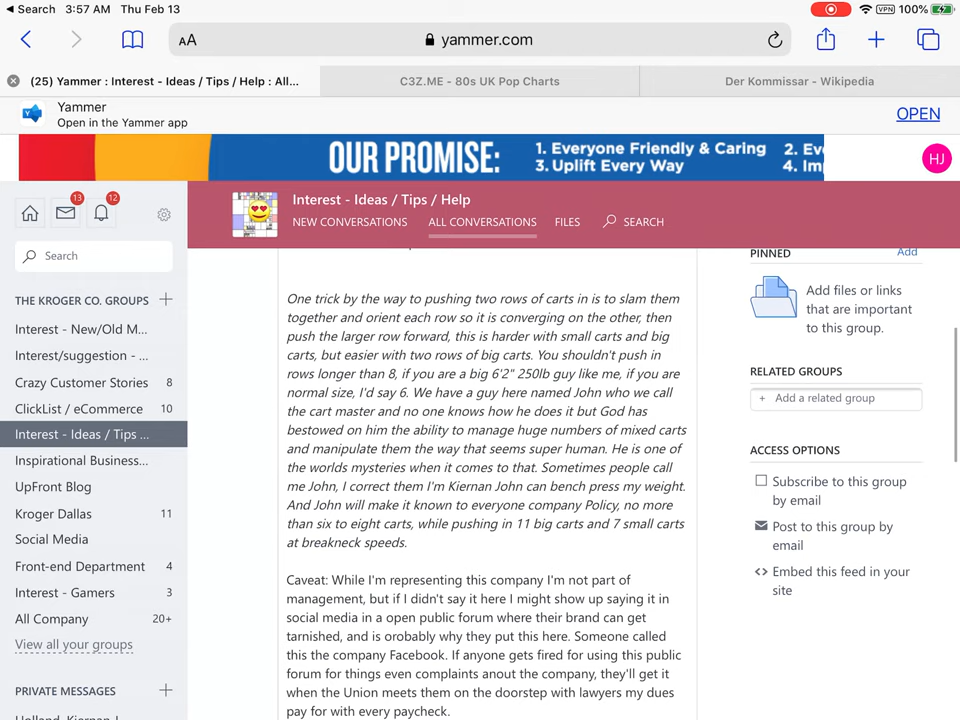 Search 3:57 AM Thu Feb 13 VPN 100%
AA yammer.com
(25) Yammer : Interest - Ideas / Tips / Help : All... C3Z.ME - 80s UK Pop Charts Der Kommissar - Wikipedia
Yammer
Open in the Yammer app
OPEN
OUR PROMISE: 1. Everyone Friendly & Caring 2.
3. Uplift Every Way 4.
HJ
13 12
Search
THE KROGER CO. GROUPS
Interest - New/Old M...
Interest/suggestion - ...
Crazy Customer Stories 8
ClickList / eCommerce 10
Interest - Ideas / Tips ...
Inspirational Business...
UpFront Blog
Kroger Dallas 11
Social Media
Front-end Department 4
Interest - Gamers 3
All Company 20+
View all your groups
PRIVATE MESSAGES
Interest - Ideas / Tips / Help
NEW CONVERSATIONS ALL CONVERSATIONS FILES SEARCH
One trick by the way to pushing two rows of carts in is to slam them
together and orient each row so it is converging on the other, then
push the larger row forward, this is harder with small carts and big
carts, but easier with two rows of big carts. You shouldn't push in
rows longer than 8, if you are a big 6'2" 250lb guy like me, if you are
normal size, I'd say 6. We have a guy here named John who we call
the cart master and no one knows how he does it but God has
bestowed on him the ability to manage huge numbers of mixed carts
and manipulate them the way that seems super human. He is one of
the worlds mysteries when it comes to that. Sometimes people call
me John, I correct them I'm Kiernan John can bench press my weight.
And John will make it known to everyone company Policy, no more
than six to eight carts, while pushing in 11 big carts and 7 small carts
at breakneck speeds.
Caveat: While I'm representing this company I'm not part of
management, but if I didn't say it here I might show up saying it in
social media in a open public forum where their brand can get
tarnished, and is orobably why they put this here. Someone called
this the company Facebook. If anyone gets fired for using this public
forum for things even complaints anout the company, they'll get it
when the Union meets them on the doorstep with lawyers my dues
pay for with every paycheck.
PINNED Add
Add files or links
that are important
to this group.
RELATED GROUPS
+ Add a related group
ACCESS OPTIONS
Subscribe to this group
by email
Post to this group by
email
Embed this feed in your
site